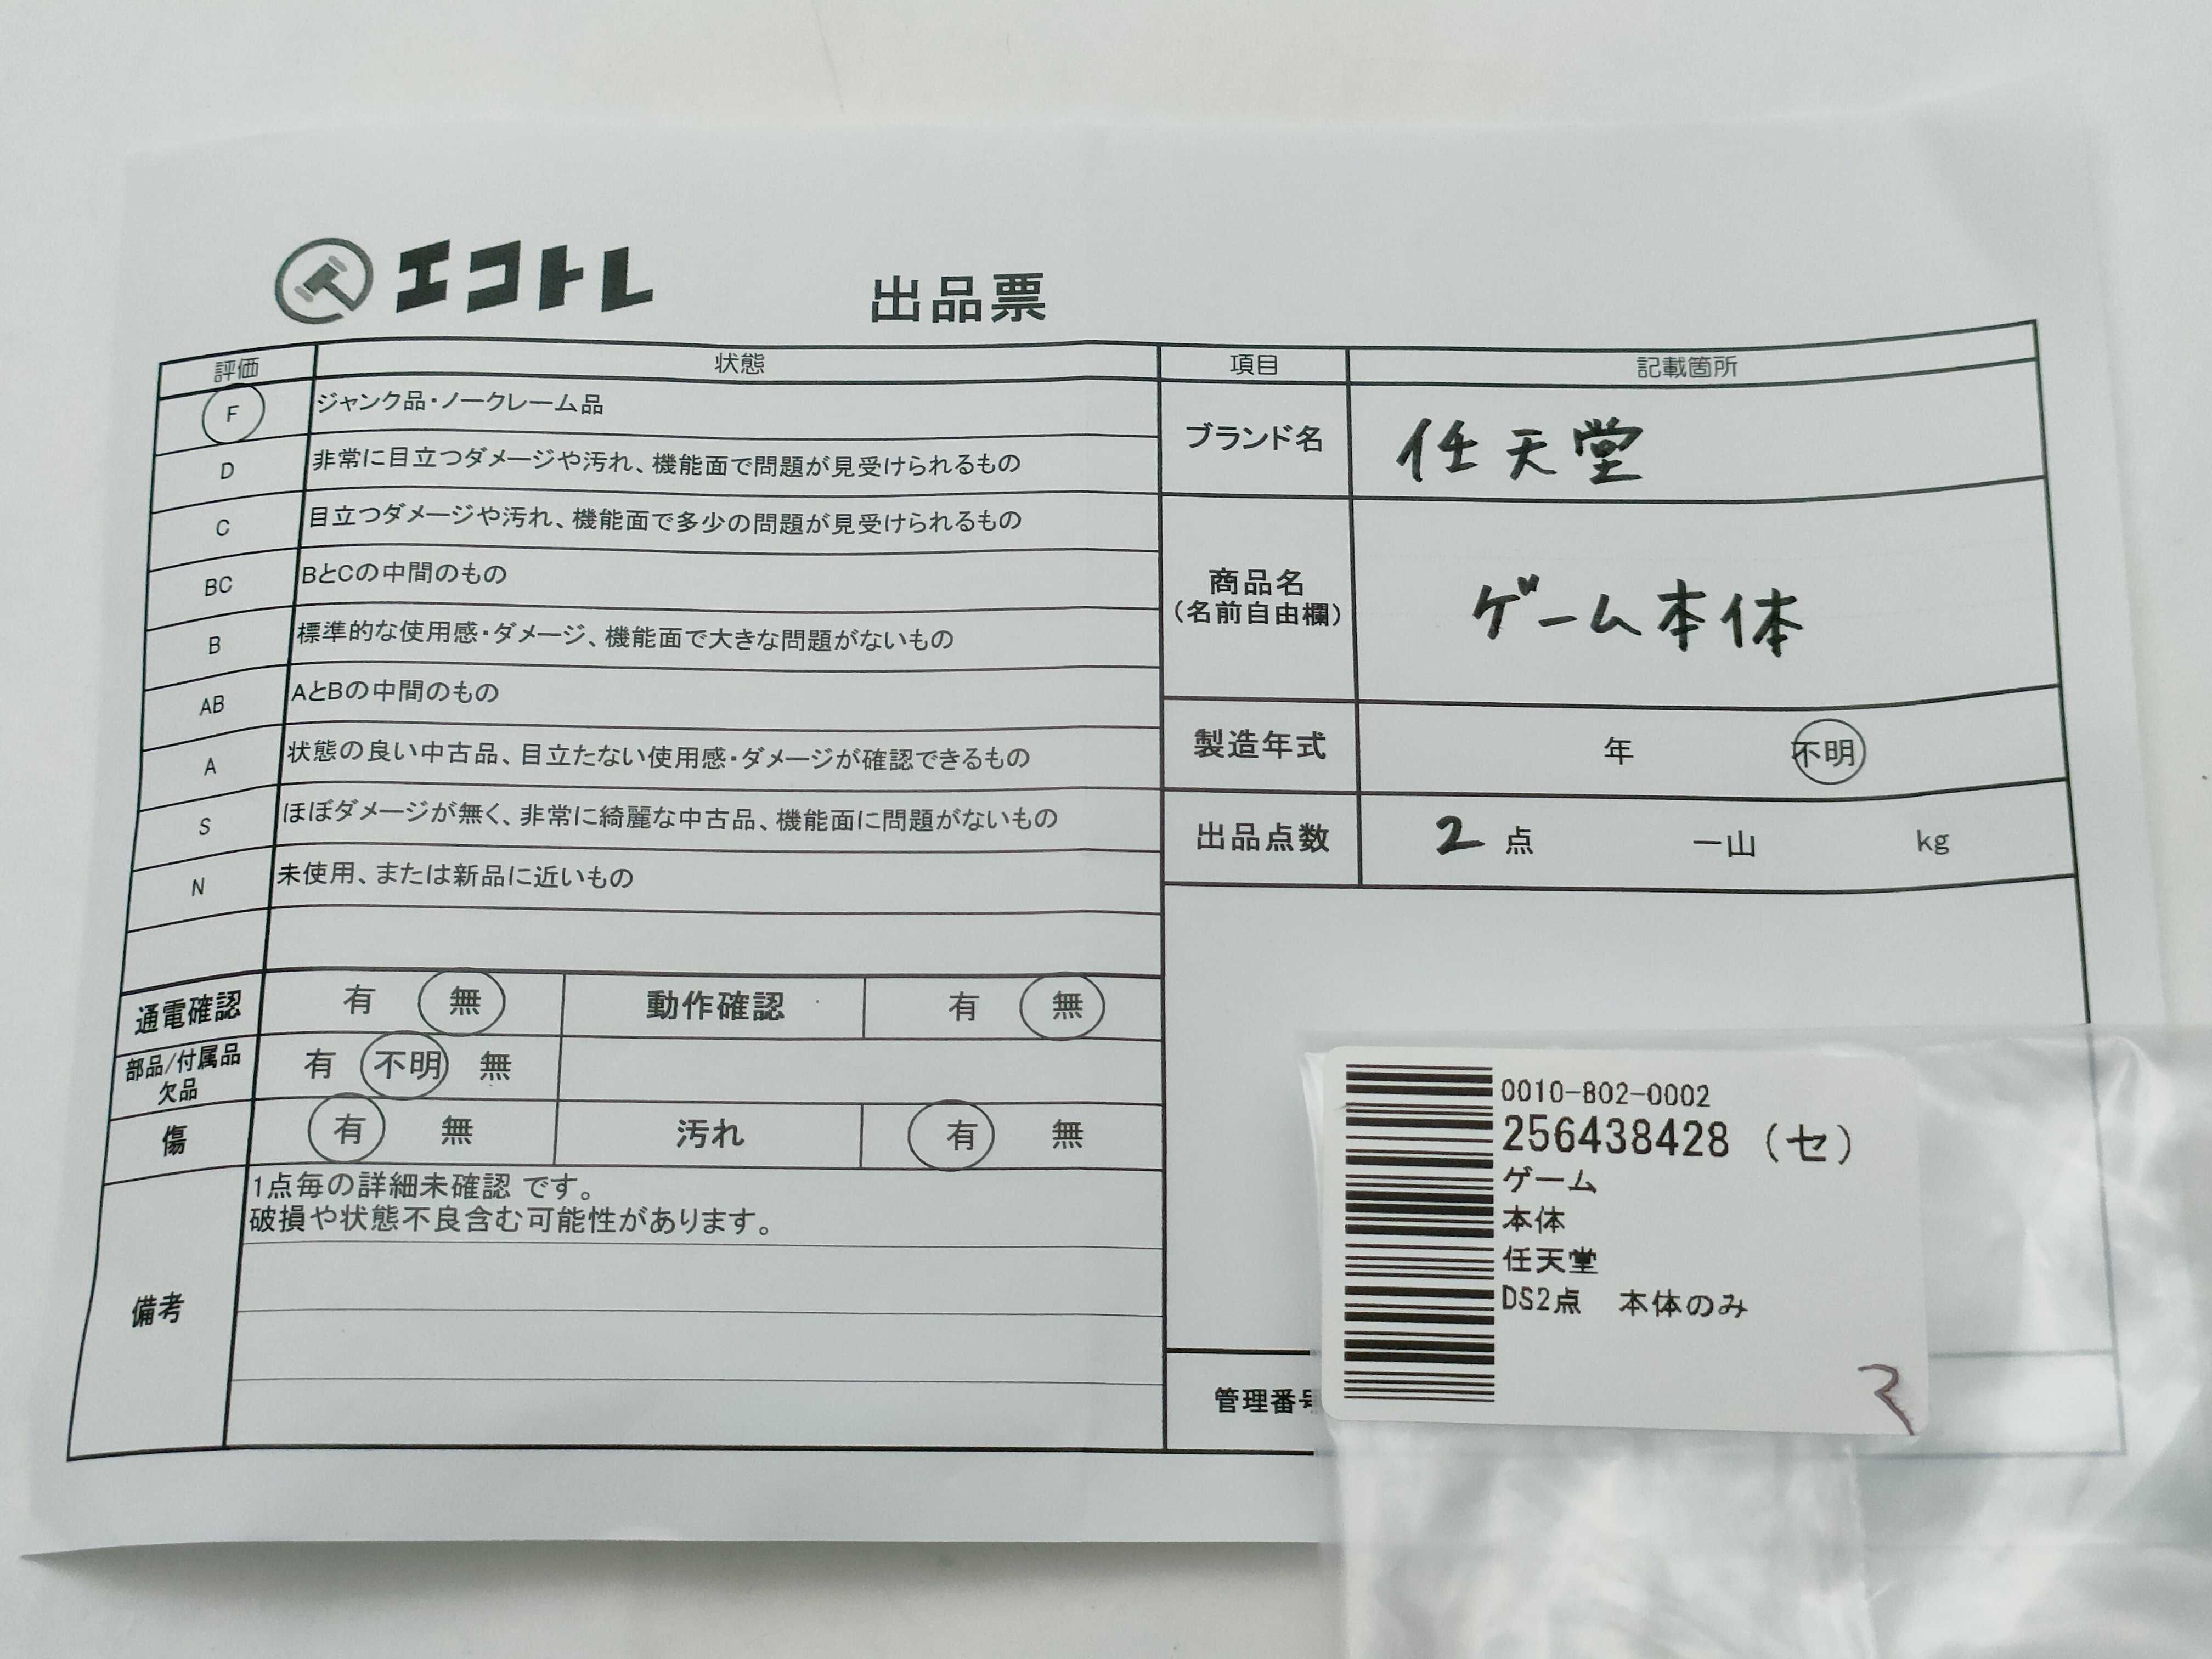 エコトレ
出品票
評価 状態 項目 記載箇所
F ジャンク品・ノークレーム品
D 非常に目立つダメージや汚れ、機能面で問題が見受けられるもの
C 目立つダメージや汚れ、機能面で多少の問題が見受けられるもの
BC BとCの中間のもの
B 標準的な使用感・ダメージ、機能面で大きな問題がないもの
AB AとBの中間のもの
A 状態の良い中古品、目立たない使用感・ダメージが確認できるもの
S ほぼダメージが無く、非常に綺麗な中古品、機能面に問題がないもの
N 未使用、または新品に近いもの
通電確認 有 無 動作確認 有 無
部品/付属品 有 不明 無
欠品
傷 有 無 汚れ 有 無
備考
1点毎の詳細未確認 です。
破損や状態不良含む可能性があります。
ブランド名 任天堂
商品名 ゲーム本体
(名前自由欄)
製造年式 年 不明
出品点数 2 点 一山 kg
管理番号
0010-802-0002
256438428 (セ)
ゲーム
本体
任天堂
DS2点 本体のみ